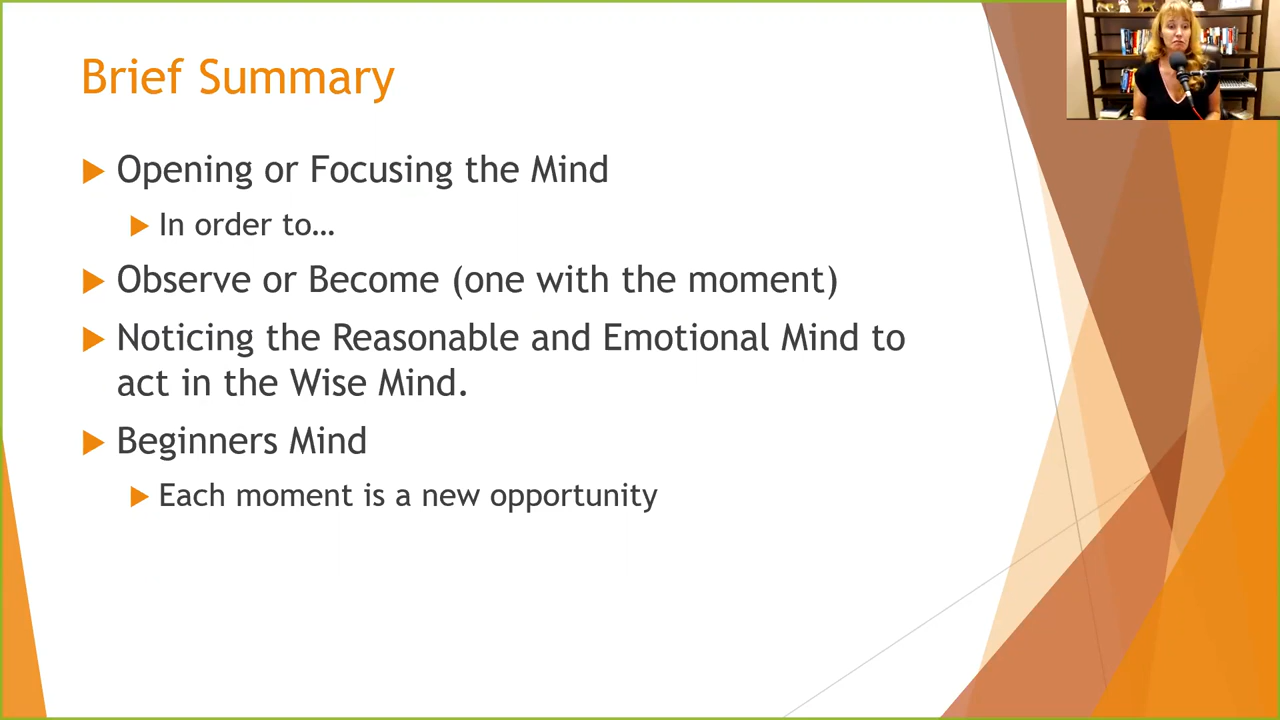 Brief Summary
Opening or Focusing the Mind
In order to…
Observe or Become (one with the moment)
Noticing the Reasonable and Emotional Mind to
act in the Wise Mind.
Beginners Mind
Each moment is a new opportunity